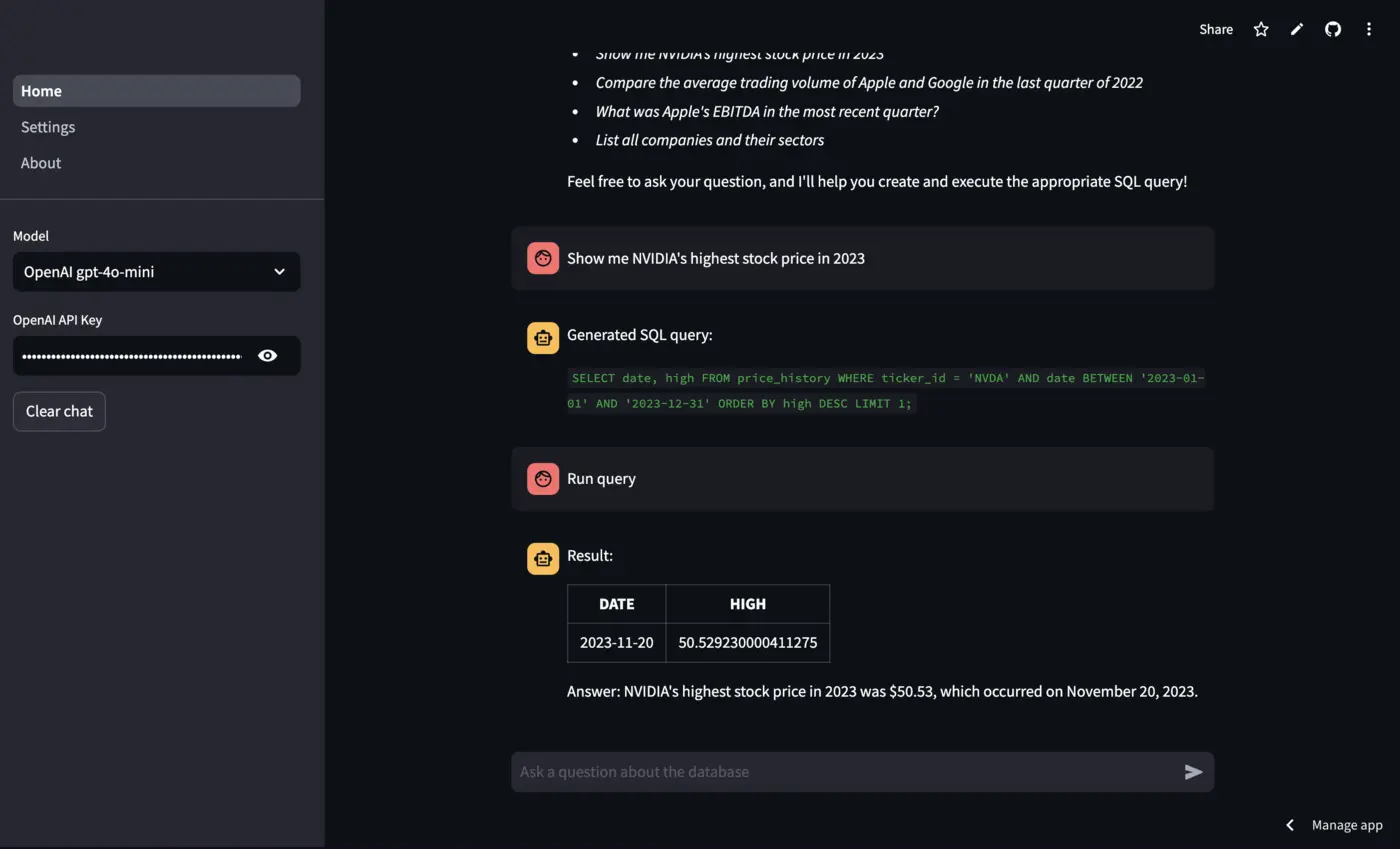 Share
Home
Settings
About
Model
OpenAI gpt-4o-mini
OpenAI API Key
Clear chat
Show me NVIDIA's highest stock price in 2023
Compare the average trading volume of Apple and Google in the last quarter of 2022
What was Apple's EBITDA in the most recent quarter?
List all companies and their sectors
Feel free to ask your question, and I'll help you create and execute the appropriate SQL query!
Show me NVIDIA's highest stock price in 2023
Generated SQL query:
SELECT date, high FROM price_history WHERE ticker_id = 'NVDA' AND date BETWEEN '2023-01-
01' AND '2023-12-31' ORDER BY high DESC LIMIT 1;
Run query
Result:
DATE HIGH
2023-11-20 50.529230000411275
Answer: NVIDIA's highest stock price in 2023 was $50.53, which occurred on November 20, 2023.
Ask a question about the database
Manage app